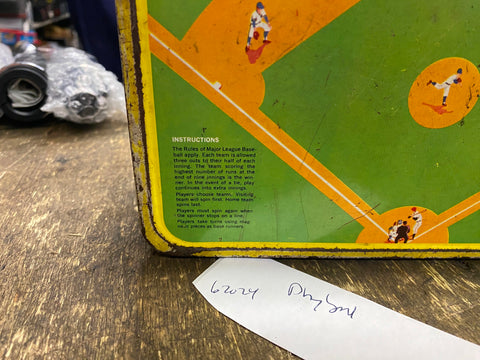 INSTRUCTIONS
The Rules of Major League Base-
ball apply. Each team is allowed
three outs to their half of each
inning. The team scoring the
highest number of runs at the
end of nine innings is the win-
ner. In the event of a tie, play
continues into extra innings.
Players choose team. Visiting
team will spin first. Home team
spins last.
Players must spin again when
the spinner stops on a line.
Players take turns using mag
pieces as base runners.
62024